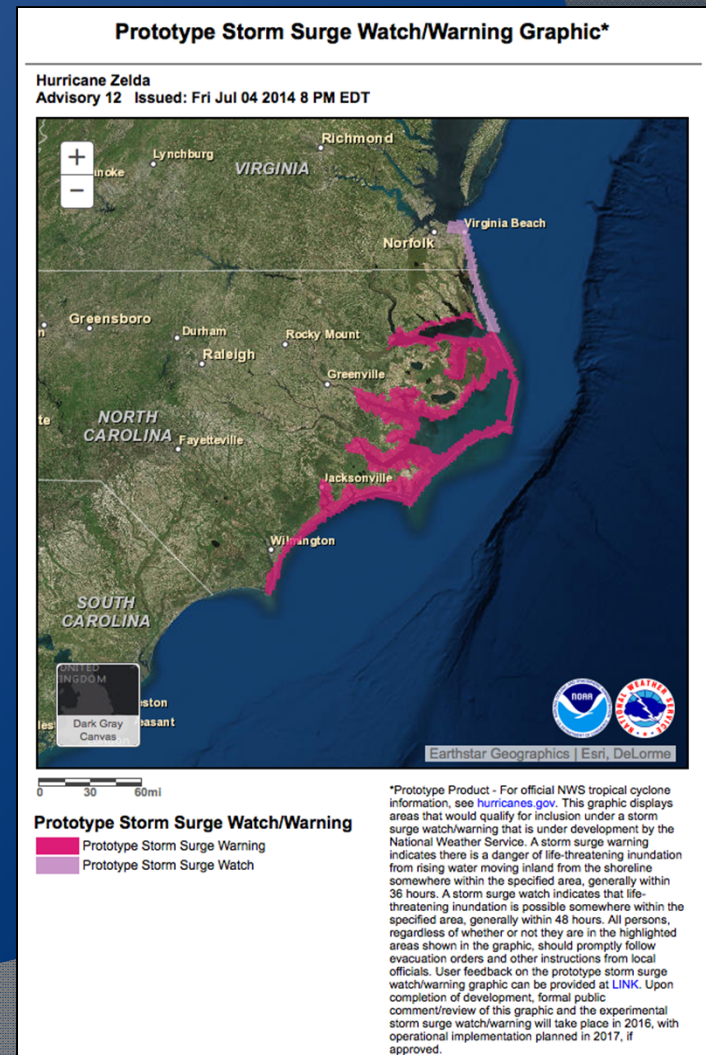 Prototype Storm Surge Watch/Warning Graphic*
Hurricane Zelda
Advisory 12 Issued: Fri Jul 04 2014 8 PM EDT
+
−
Richmond
Lynchburg
VIRGINIA
noke
Virginia Beach
Norfolk
Greensboro
Durham
Rocky Mount
Raleigh
Greenville
te
NORTH
CAROLINA
Fayetteville
Jacksonville
Wilmington
SOUTH
CAROLINA
UNITED
INGDOM
Dark Gray
Canvas
eston
easant
les
NOAA
NATIONAL WEATHER SERVICE
Earthstar Geographics | Esri, DeLorme
0 30 60mi
Prototype Storm Surge Watch/Warning
Prototype Storm Surge Warning
Prototype Storm Surge Watch
*Prototype Product - For official NWS tropical cyclone
information, see hurricanes.gov. This graphic displays
areas that would qualify for inclusion under a storm
surge watch/warning that is under development by the
National Weather Service. A storm surge warning
indicates there is a danger of life-threatening inundation
from rising water moving inland from the shoreline
somewhere within the specified area, generally within
36 hours. A storm surge watch indicates that life-
threatening inundation is possible somewhere within the
specified area, generally within 48 hours. All persons,
regardless of whether or not they are in the highlighted
areas shown in the graphic, should promptly follow
evacuation orders and other instructions from local
officials. User feedback on the prototype storm surge
watch/warning graphic can be provided at LINK. Upon
completion of development, formal public
comment/review of this graphic and the experimental
storm surge watch/warning will take place in 2016, with
operational implementation planned in 2017, if
approved.